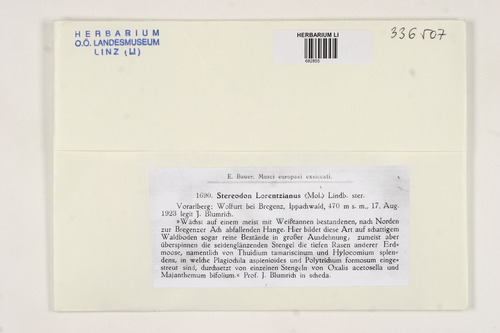 HERBARIUM
O.Ö. LANDESMUSEUM
LINZ (LI)
HERBARIUM LI
682855
336507
E. Bauer. Musci europaei exsiccati.
1690. Stereodon Lorentzianus (Mol.) Lindb. ster.
Vorarlberg: Wolfurt bei Bregenz, Ippachwald, 470 m s. m., 17. Aug.
1923 legit J. Blumrich.
»Wächst auf einem meist mit Weißtannen bestandenen, nach Norden
zur Bregenzer Ach abfallenden Hange. Hier bildet diese Art auf schattigem
Waldboden sogar reine Bestände in großer Ausdehnung, zumeist aber
überspinnen die seidenglänzenden Stengel die tiefen Rasen anderer Erd-
moose, namentlich von Thuidium tamariscinum und Hylocomium splen-
dens, in welche Plagiochila asplenioides und Polytrichum formosum einge-
streut sind, durchsetzt von einzelnen Stengeln von Oxalis acetosella und
Majanthemum bifolium.« Prof. J. Blumrich in scheda.